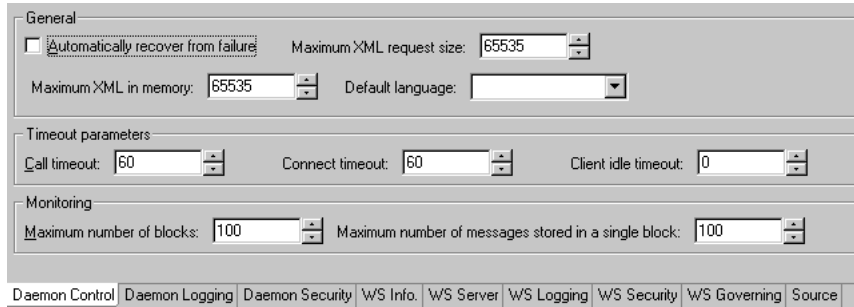 General
Automatically recover from failure Maximum XML request size: 65535
Maximum XML in memory: 65535 Default language:
Timeout parameters
Call timeout: 60 Connect timeout: 60 Client idle timeout: 0
Monitoring
Maximum number of blocks: 100 Maximum number of messages stored in a single block: 100
Daemon Control Daemon Logging Daemon Security WS Info. WS Server WS Logging WS Security WS Governing Source